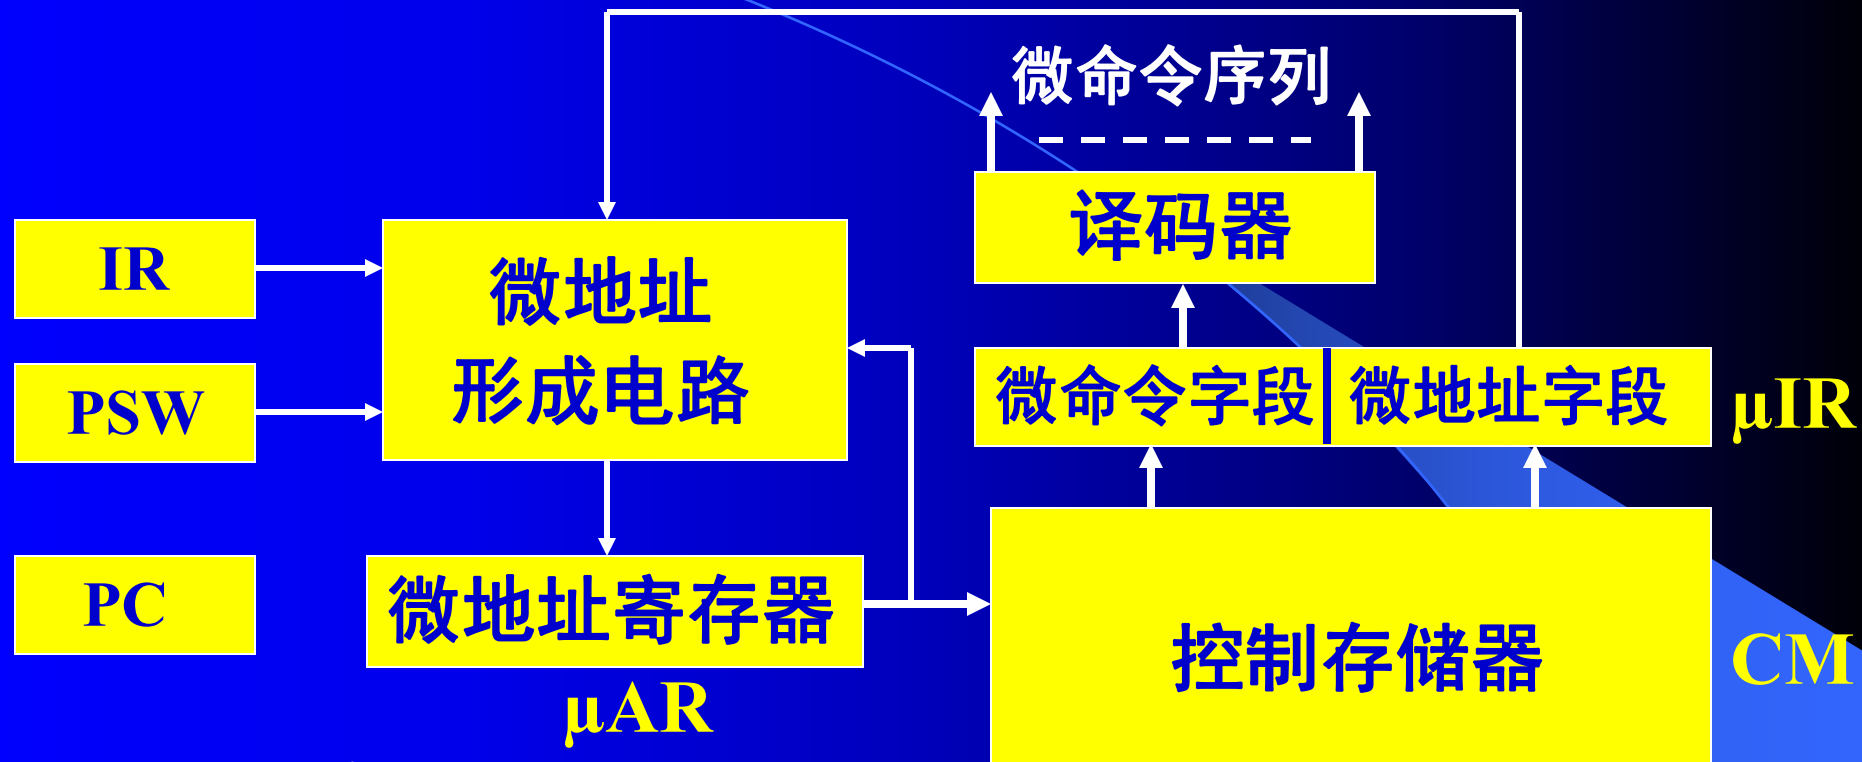 微命令序列
译码器
IR
微地址
形成电路
PSW
微命令字段
微地址字段
μIR
PC
微地址寄存器
μAR
控制存储器
CM